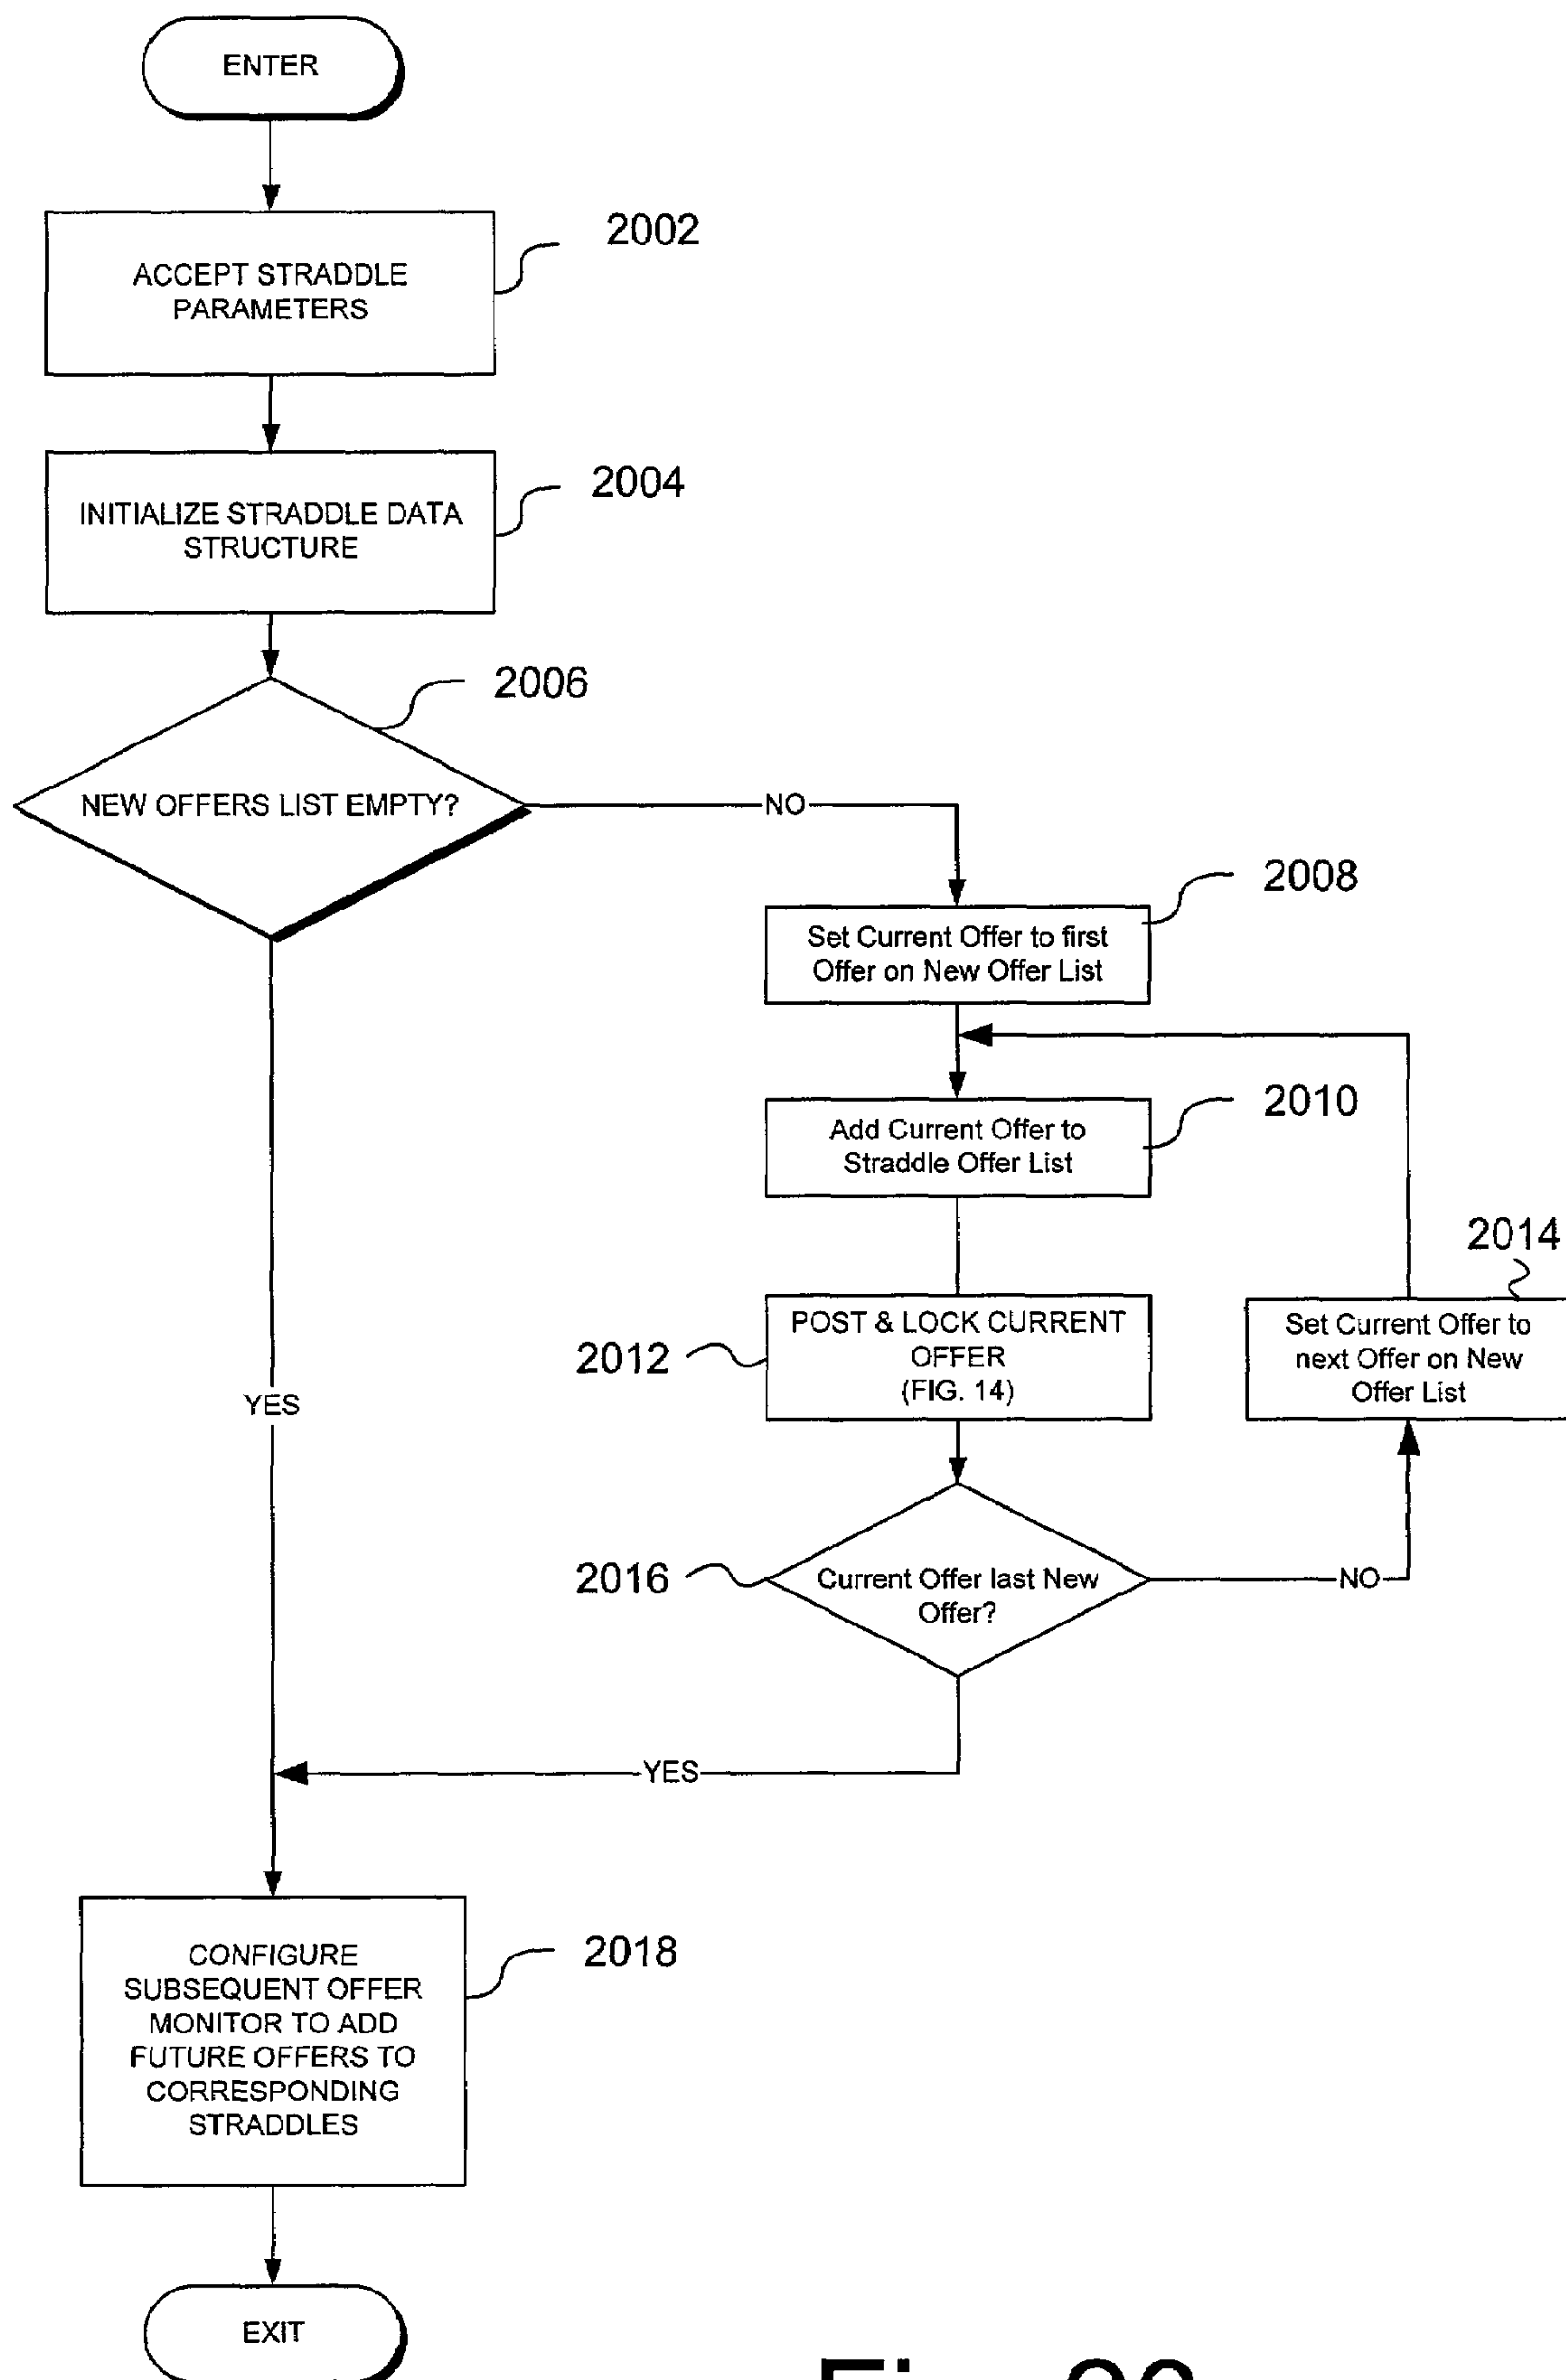 ENTER
ACCEPT STRADDLE
PARAMETERS
2002
INITIALIZE STRADDLE DATA
STRUCTURE
2004
NEW OFFERS LIST EMPTY?
2006
NO
Set Current Offer to first
Offer on New Offer List
2008
Add Current Offer to
Straddle Offer List
2010
POST & LOCK CURRENT
OFFER
(FIG. 14)
2012
Set Current Offer to
next Offer on New
Offer List
2014
YES
Current Offer last New
Offer?
2016
NO
YES
CONFIGURE
SUBSEQUENT OFFER
MONITOR TO ADD
FUTURE OFFERS TO
CORRESPONDING
STRADDLES
2018
EXIT